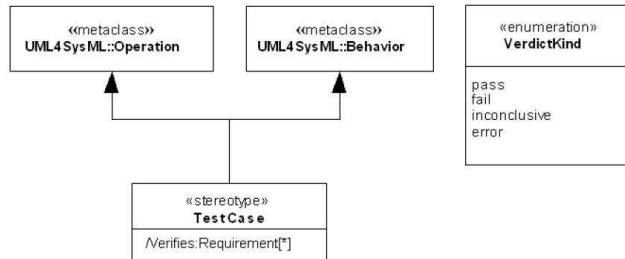 «metaclass»
UML4SysML::Operation
«metaclass»
UML4SysML::Behavior
«enumeration»
VerdictKind
pass
fail
inconclusive
error
«stereotype»
TestCase
/Verifies:Requirement[*]